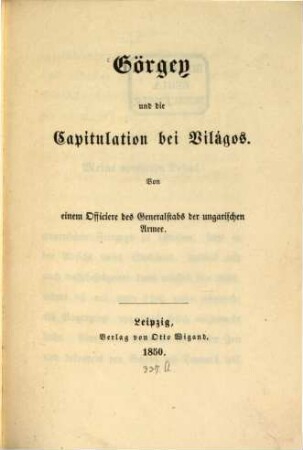 Görgey
und die
Capitulation bei Világos.
Von
einem Officiere des Generalstabs der ungarischen
Armee.
Leipzig,
Verlag von Otto Wigand.
1850.